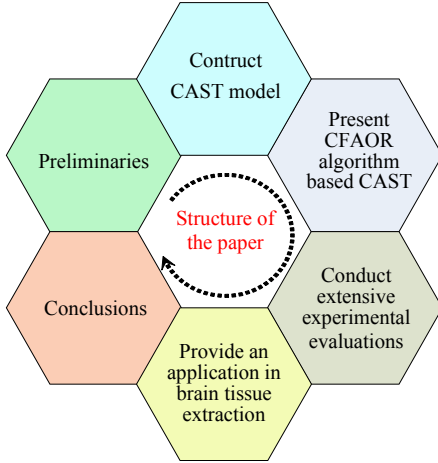 Contruct
CAST model
Present
CFAOR
algorithm
based CAST
Preliminaries
Structure of
the paper
Conclusions
Conduct
extensive
experimental
evaluations
Provide an
application in
brain tissue
extraction